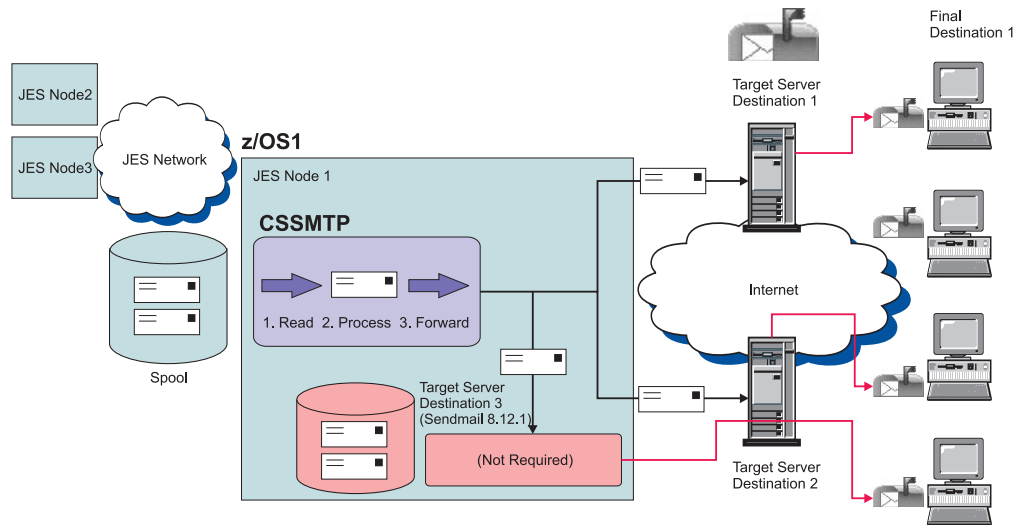 Final
Destination 1
Target Server
Destination 1
JES Node2
JES Node3
JES Network
z/OS1
JES Node 1
CSSMTP
1. Read 2. Process 3. Forward
Internet
Spool
Target Server
Destination 3
(Sendmail 8.12.1)
(Not Required)
Target Server
Destination 2